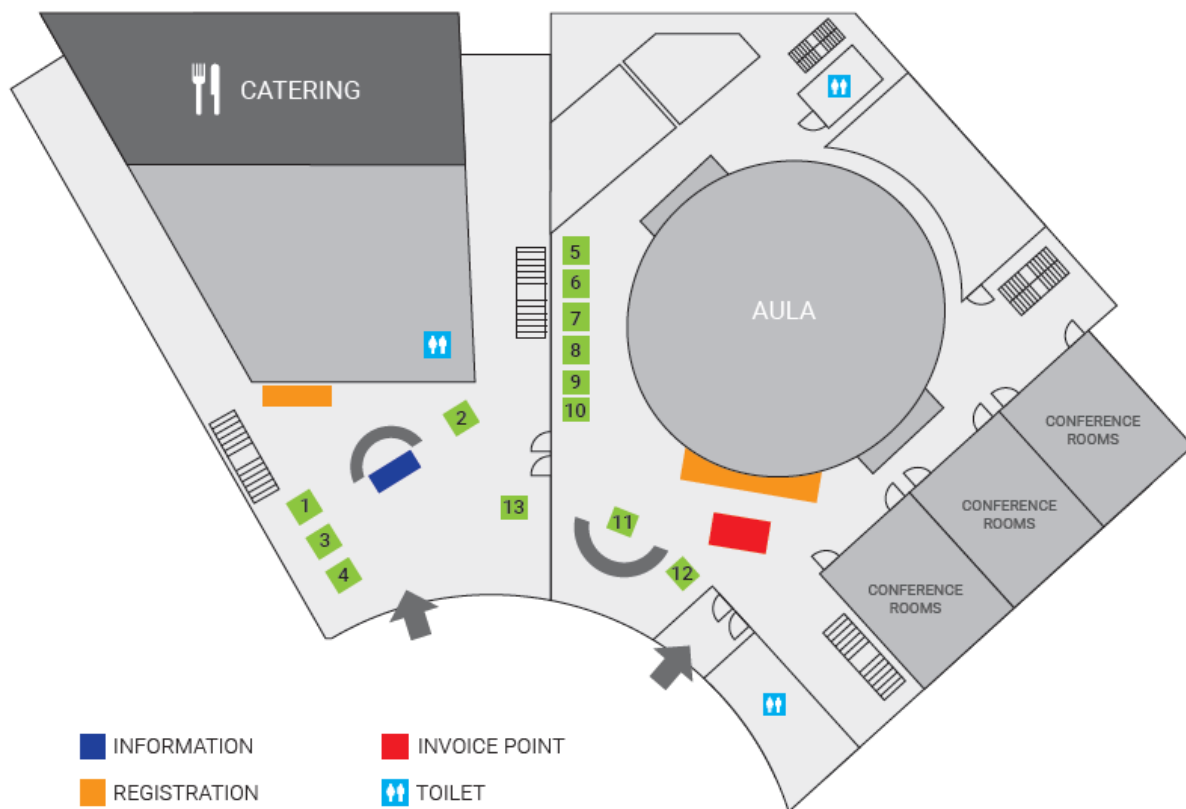 CATERING
5
6
7
8
9
10
AULA
2
1
3
4
13
11
12
CONFERENCE
ROOMS
CONFERENCE
ROOMS
CONFERENCE
ROOMS
INFORMATION
INVOICE POINT
REGISTRATION
TOILET